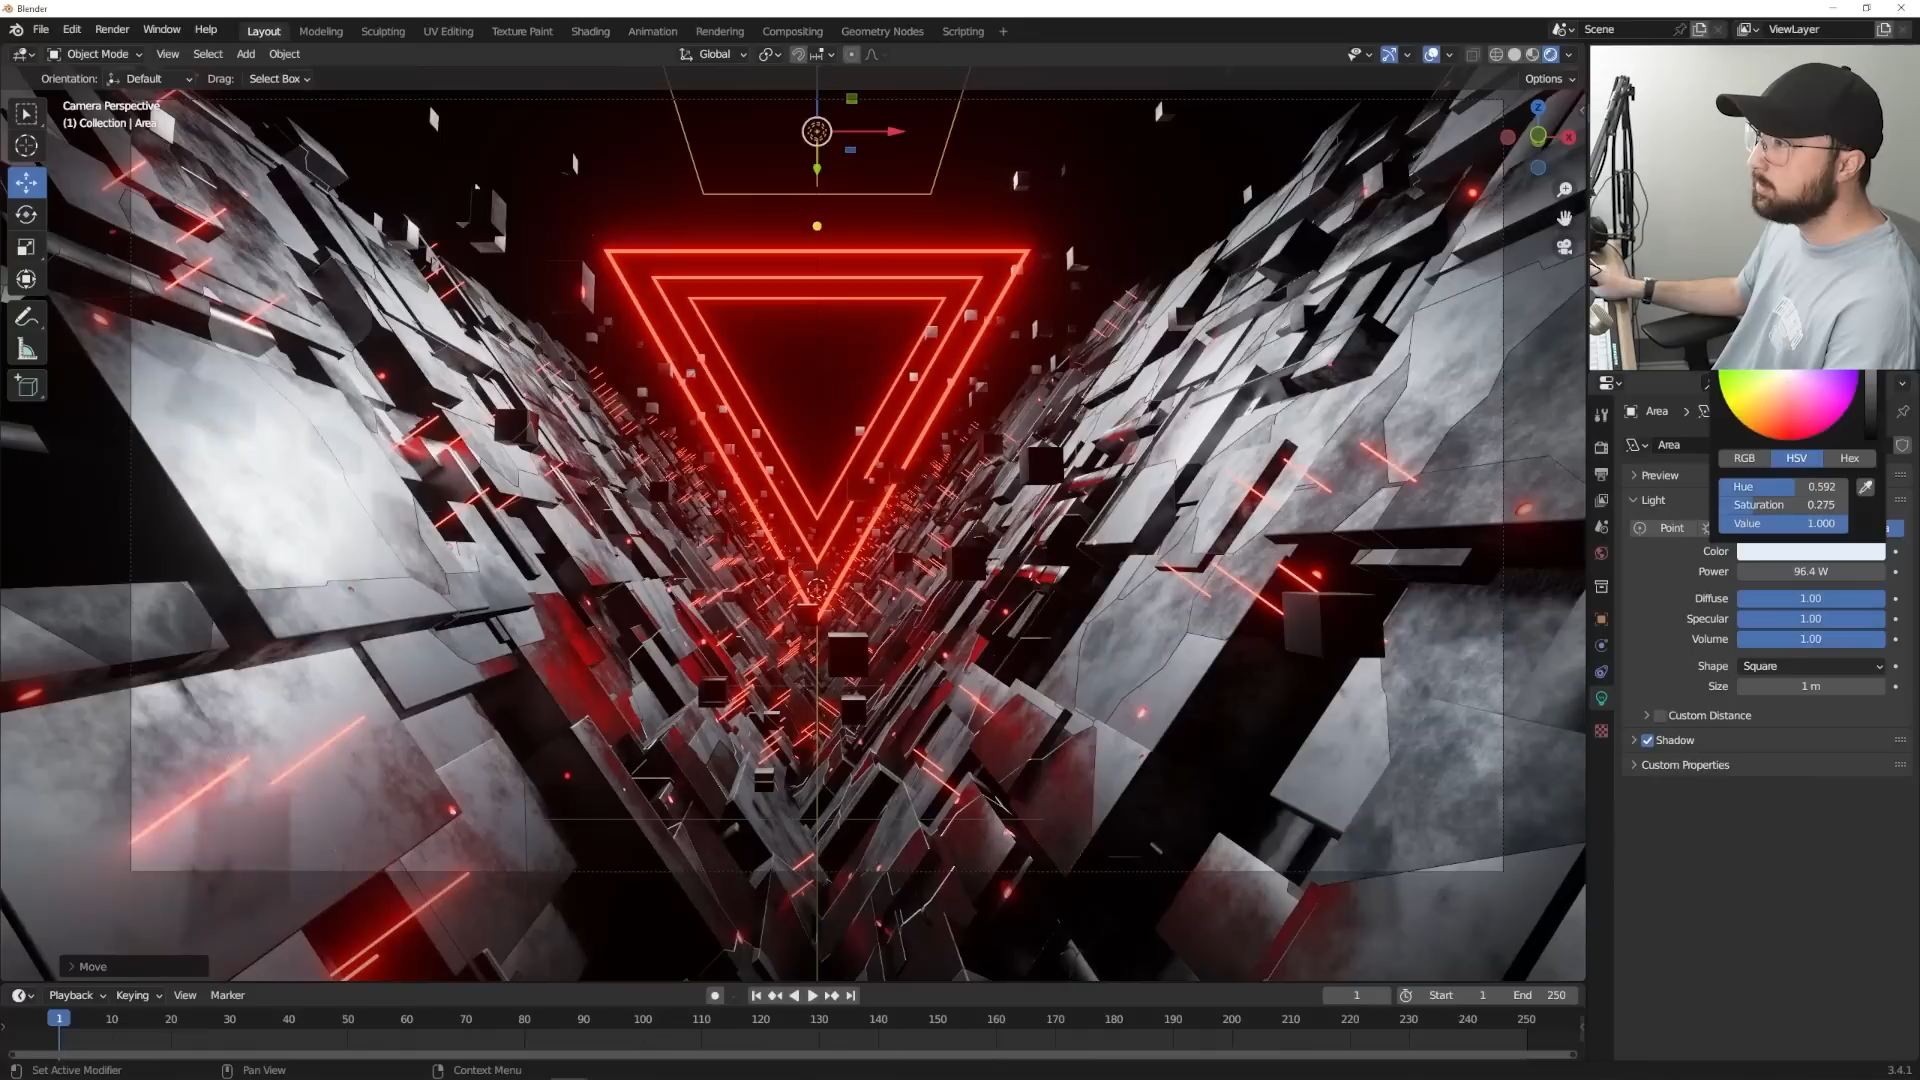 Blender
File Edit Render Window Help Layout Modeling Sculpting UV Editing Texture Paint Shading Animation Rendering Compositing Geometry Nodes Scripting + Scene ViewLayer
Object Mode View Select Add Object Global
Orientation: Default Drag: Select Box Options
Camera Perspective
(1) Collection | Area
Z
X
Area
Area
RGB HSV Hex
Preview
Hue 0.592
Light
Saturation 0.275
Value 1.000
Point
Color
Power 96.4 W
Diffuse 1.00
Specular 1.00
Volume 1.00
Shape Square
Size 1 m
Custom Distance
Shadow
Custom Properties
Move
Playback Keying View Marker 1 Start 1 End 250
1 10 20 30 40 50 60 70 80 90 100 110 120 130 140 150 160 170 180 190 200 210 220 230 240 250
Set Active Modifier Pan View Context Menu 3.4.1